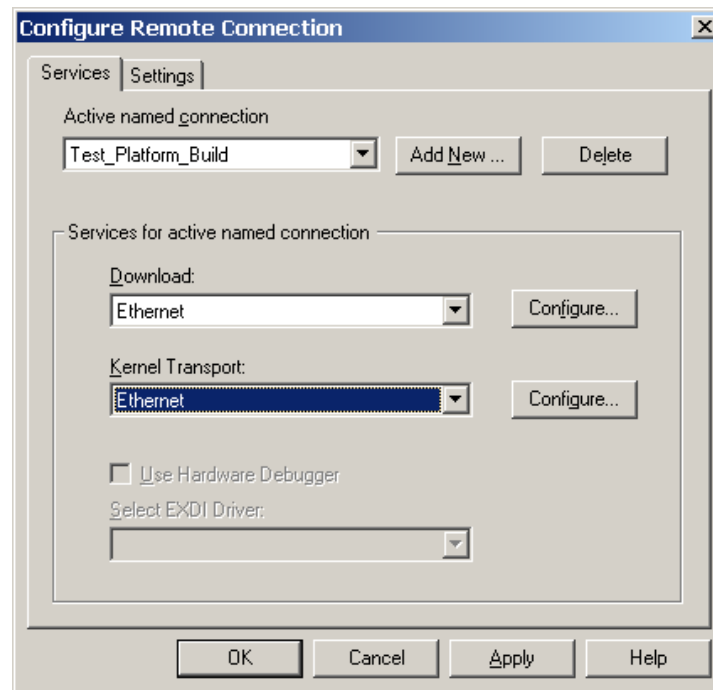 Configure Remote Connection
Services Settings
Active named connection
Test_Platform_Build Add New ... Delete
Services for active named connection
Download:
Ethernet Configure...
Kernel Transport:
Ethernet Configure...
Use Hardware Debugger
Select EXDI Driver:
OK Cancel Apply Help